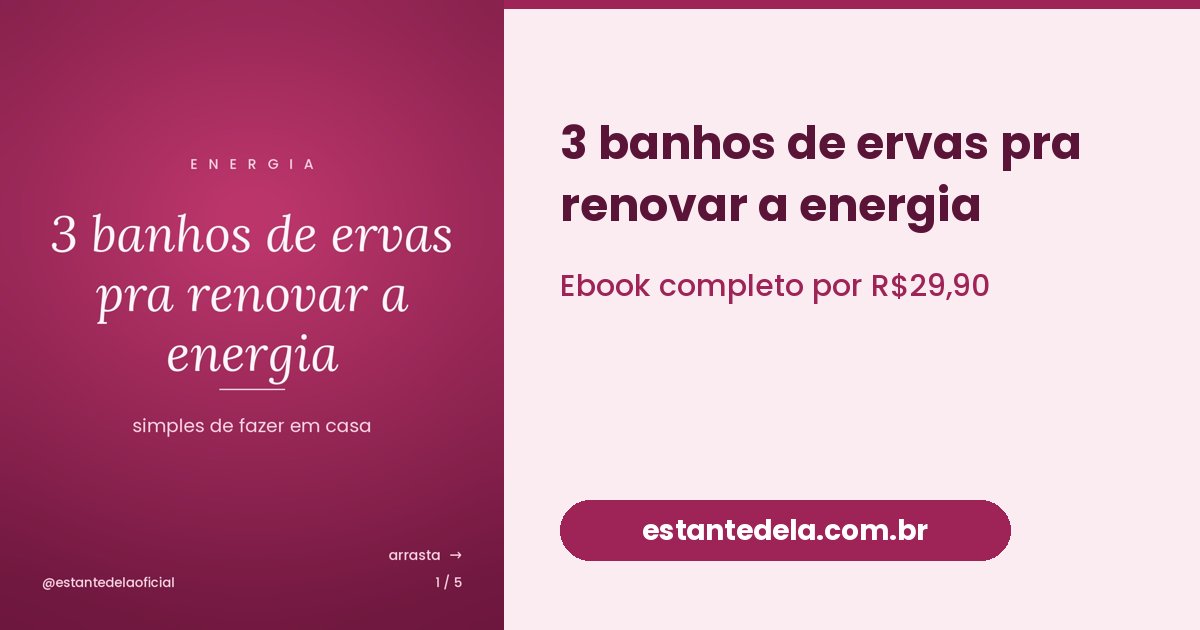 ENERGIA
3 banhos de ervas
pra renovar a
energia
simples de fazer em casa
arrasta →
@estantedelaoficial
1 / 5
3 banhos de ervas pra
renovar a energia
Ebook completo por R$29,90
estantedela.com.br